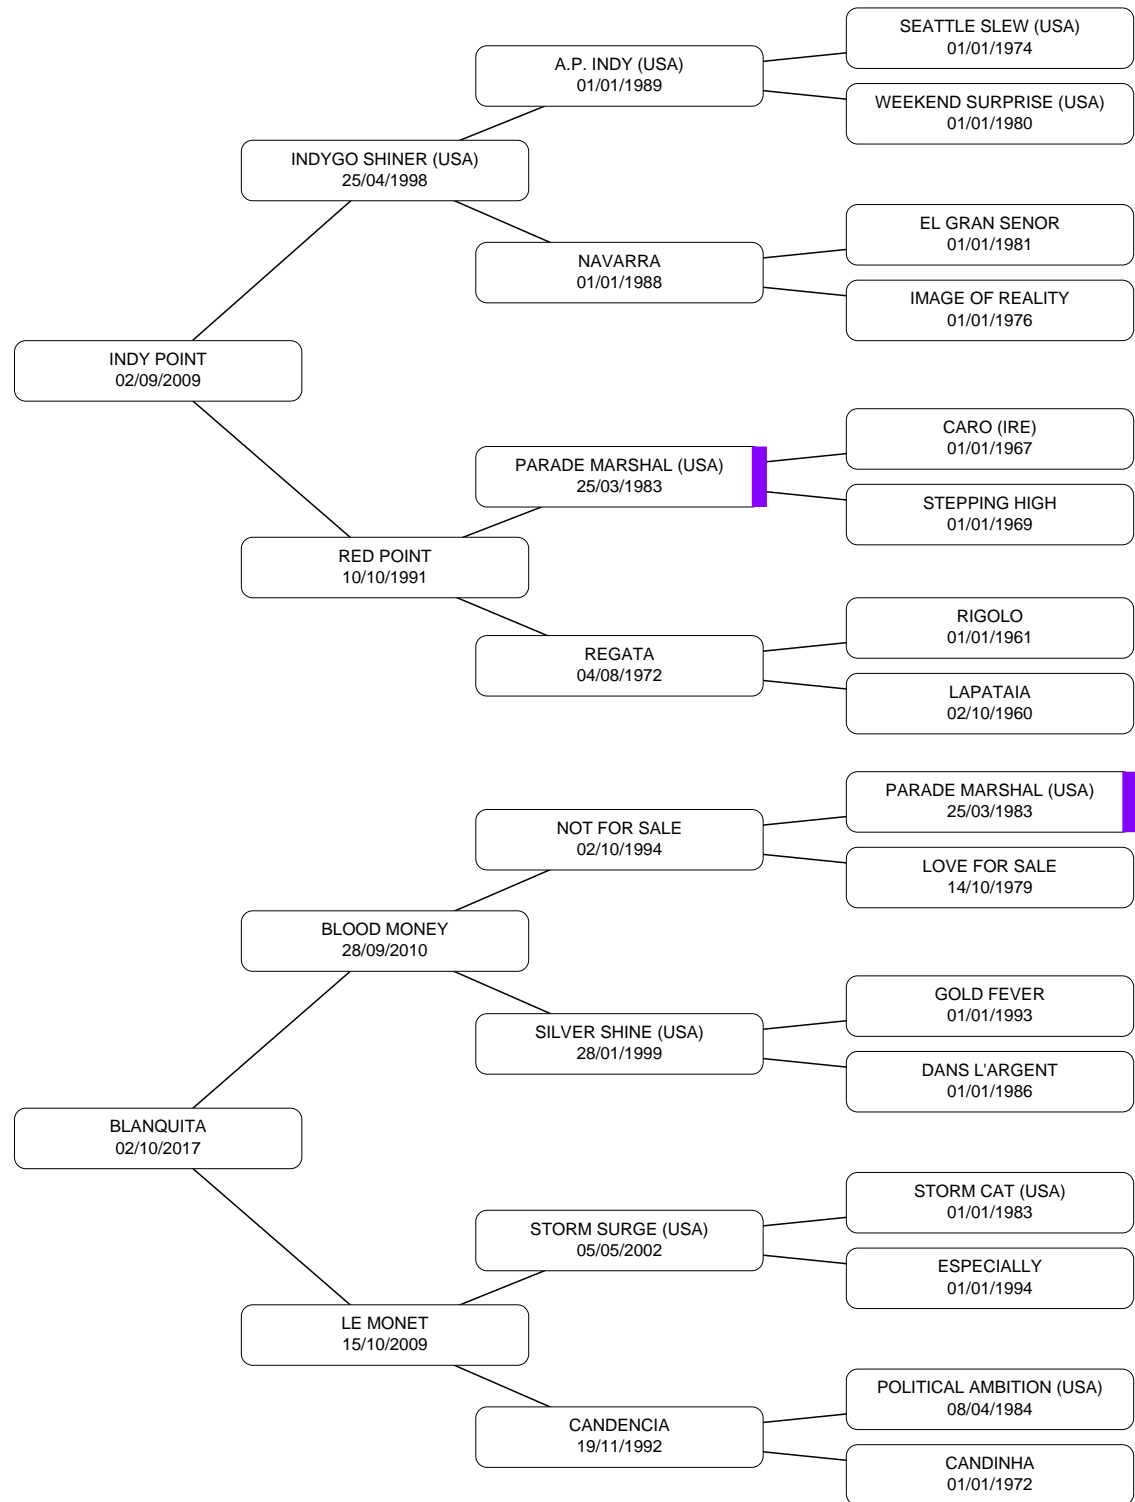 SEATTLE SLEW (USA)
01/01/1974
A.P. INDY (USA)
01/01/1989
WEEKEND SURPRISE (USA)
01/01/1980
INDYGO SHINER (USA)
25/04/1998
EL GRAN SENOR
01/01/1981
NAVARRA
01/01/1988
IMAGE OF REALITY
01/01/1976
INDY POINT
02/09/2009
CARO (IRE)
01/01/1967
PARADE MARSHAL (USA)
25/03/1983
STEPPING HIGH
01/01/1969
RED POINT
10/10/1991
RIGOLO
01/01/1961
REGATA
04/08/1972
LAPATAIA
02/10/1960
PARADE MARSHAL (USA)
25/03/1983
NOT FOR SALE
02/10/1994
LOVE FOR SALE
14/10/1979
BLOOD MONEY
28/09/2010
GOLD FEVER
01/01/1993
SILVER SHINE (USA)
28/01/1999
DANS L'ARGENT
01/01/1986
BLANQUITA
02/10/2017
STORM CAT (USA)
01/01/1983
STORM SURGE (USA)
05/05/2002
ESPECIALLY
01/01/1994
LE MONET
15/10/2009
POLITICAL AMBITION (USA)
08/04/1984
CANDENCIA
19/11/1992
CANDINHA
01/01/1972